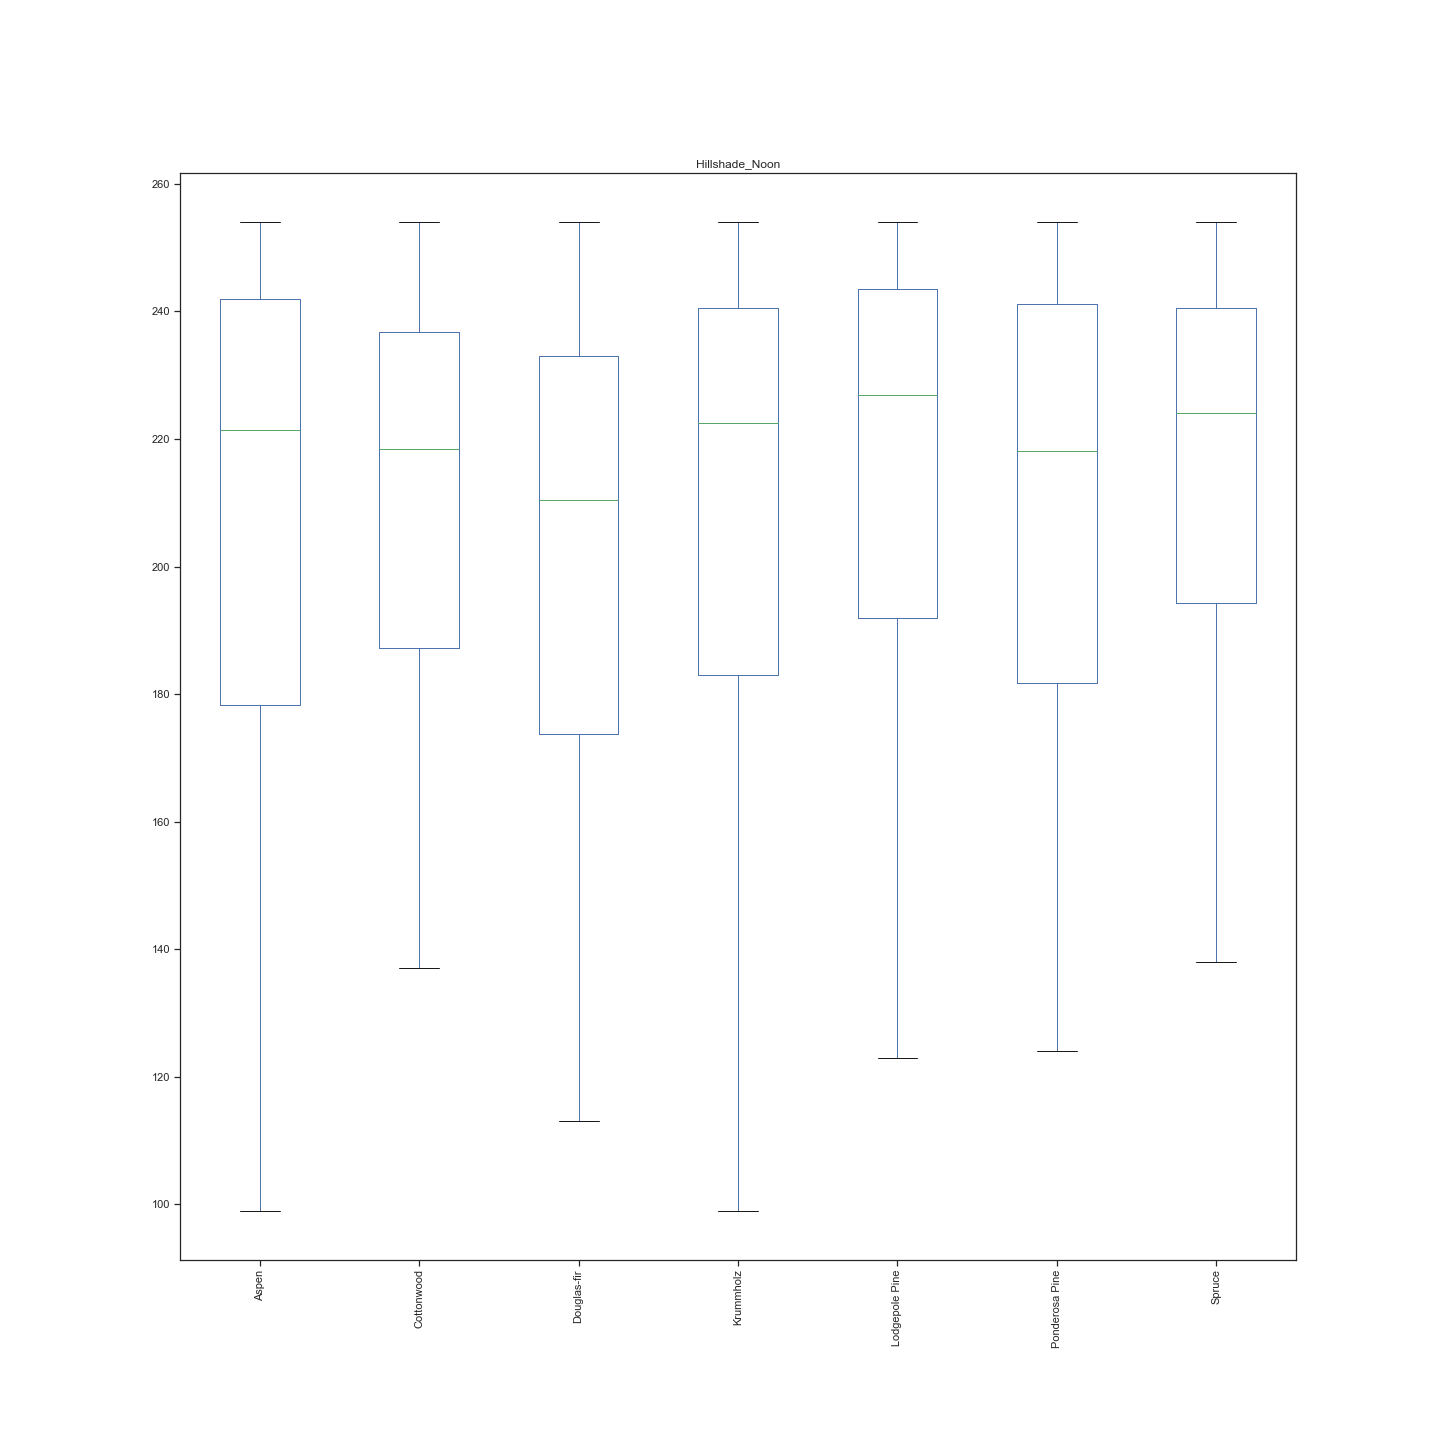 Hillshade_Noon
260
240
220
200
180
160
140
120
100
Aspen
Cottonwood
Douglas-fir
Krummholz
Lodgepole Pine
Ponderosa Pine
Spruce